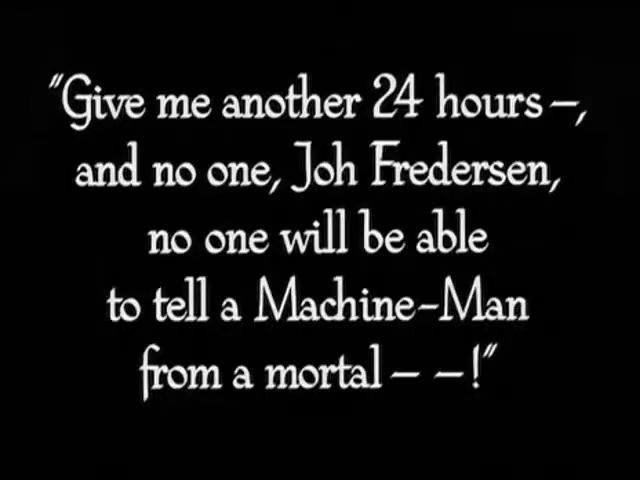 "Give me another 24 hours—,
and no one, Joh Fredersen,
no one will be able
to tell a Machine-Man
from a mortal— —!"